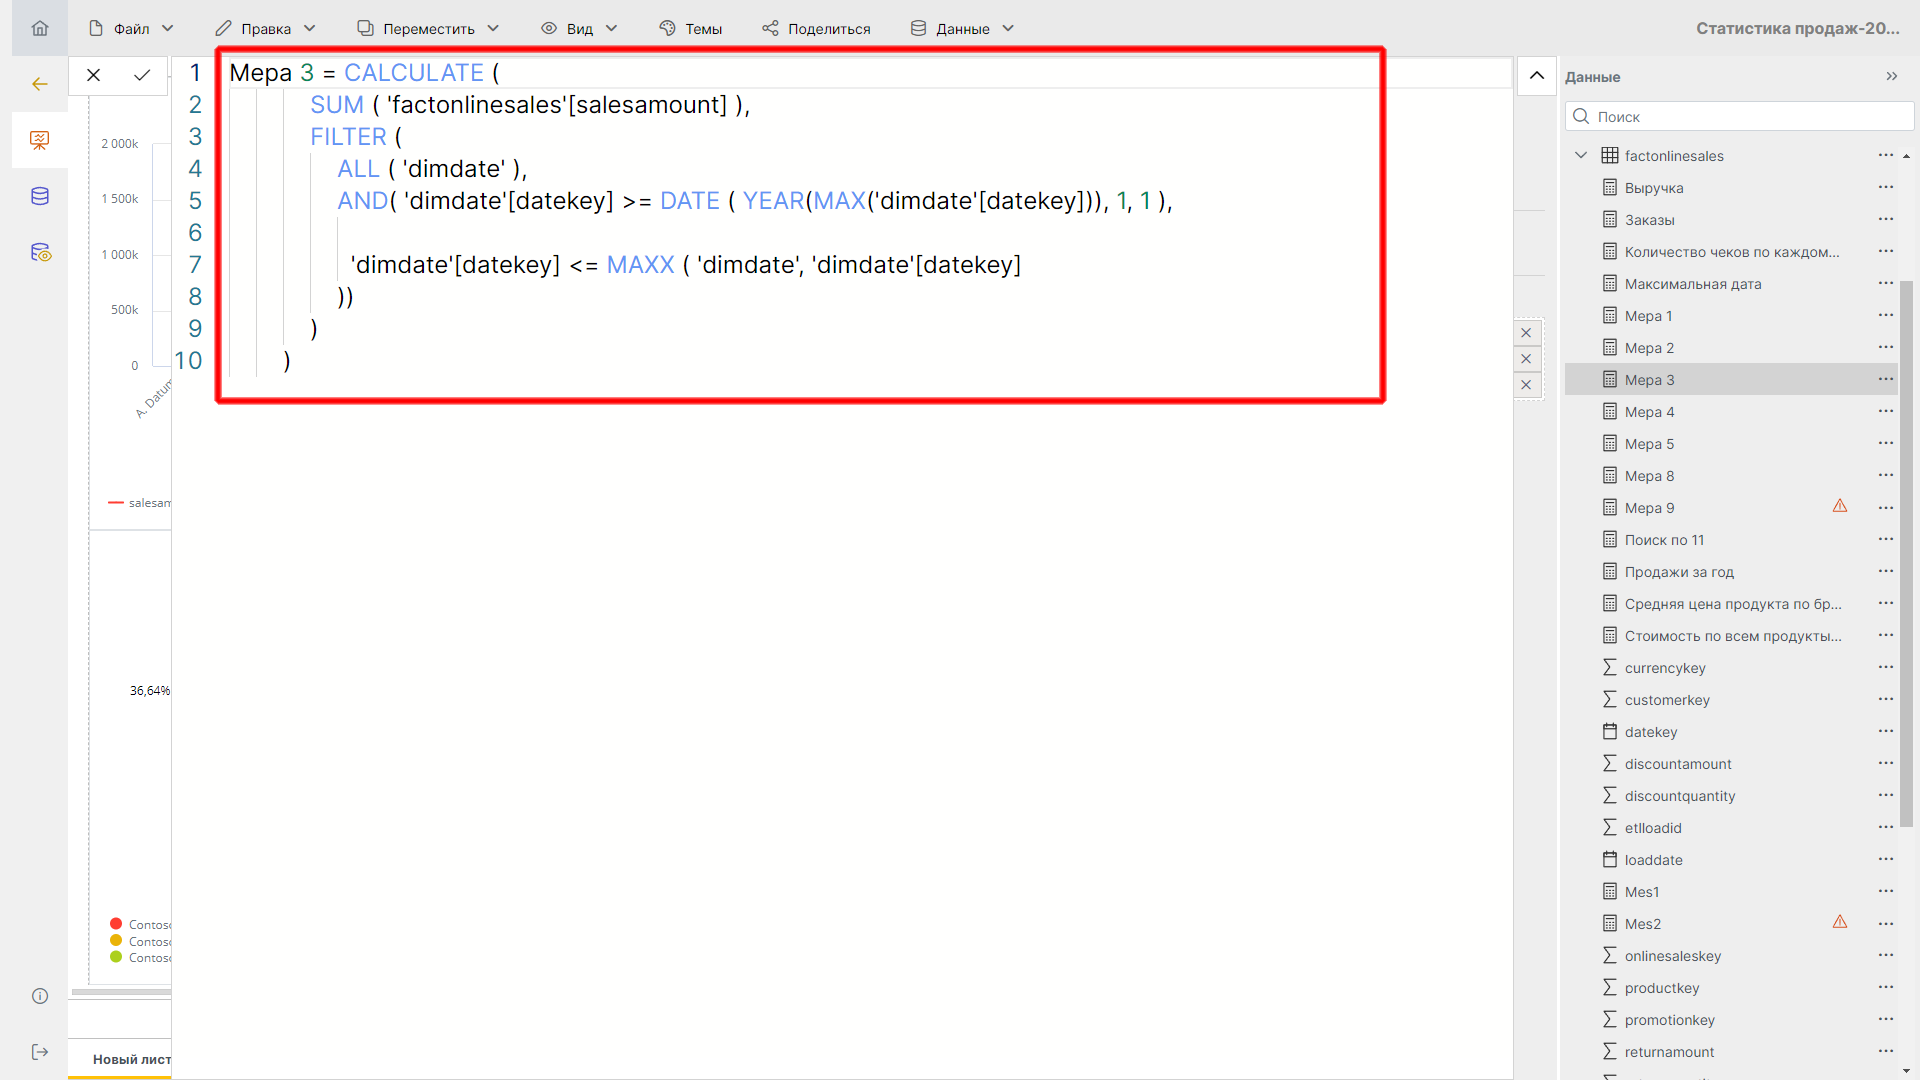 Файл
Правка
Переместить
Вид
Темы
Поделиться
Данные
Статистика продаж-20...
1 Мера 3 = CALCULATE (
2 SUM ( 'factonlinesales'[salesamount] ),
3 FILTER (
4 ALL ( 'dimdate' ),
5 AND( 'dimdate'[datekey] >= DATE ( YEAR(MAX('dimdate'[datekey])), 1, 1 ),
6
7 'dimdate'[datekey] <= MAXX ( 'dimdate', 'dimdate'[datekey]
8 ))
9 )
10 )
2 000k
1 500k
1 000k
500k
0
A. Datum
salesam
36,64%
Contoso
Contoso
Contoso
Новый лист
Данные
Поиск
factonlinesales
Выручка
Заказы
Количество чеков по каждом...
Максимальная дата
Мера 1
Мера 2
Мера 3
Мера 4
Мера 5
Мера 8
Мера 9
Поиск по 11
Продажи за год
Средняя цена продукта по бр...
Стоимость по всем продукты...
currencykey
customerkey
datekey
discountamount
discountquantity
etlloadid
loaddate
Mes1
Mes2
onlinesaleskey
productkey
promotionkey
returnamount